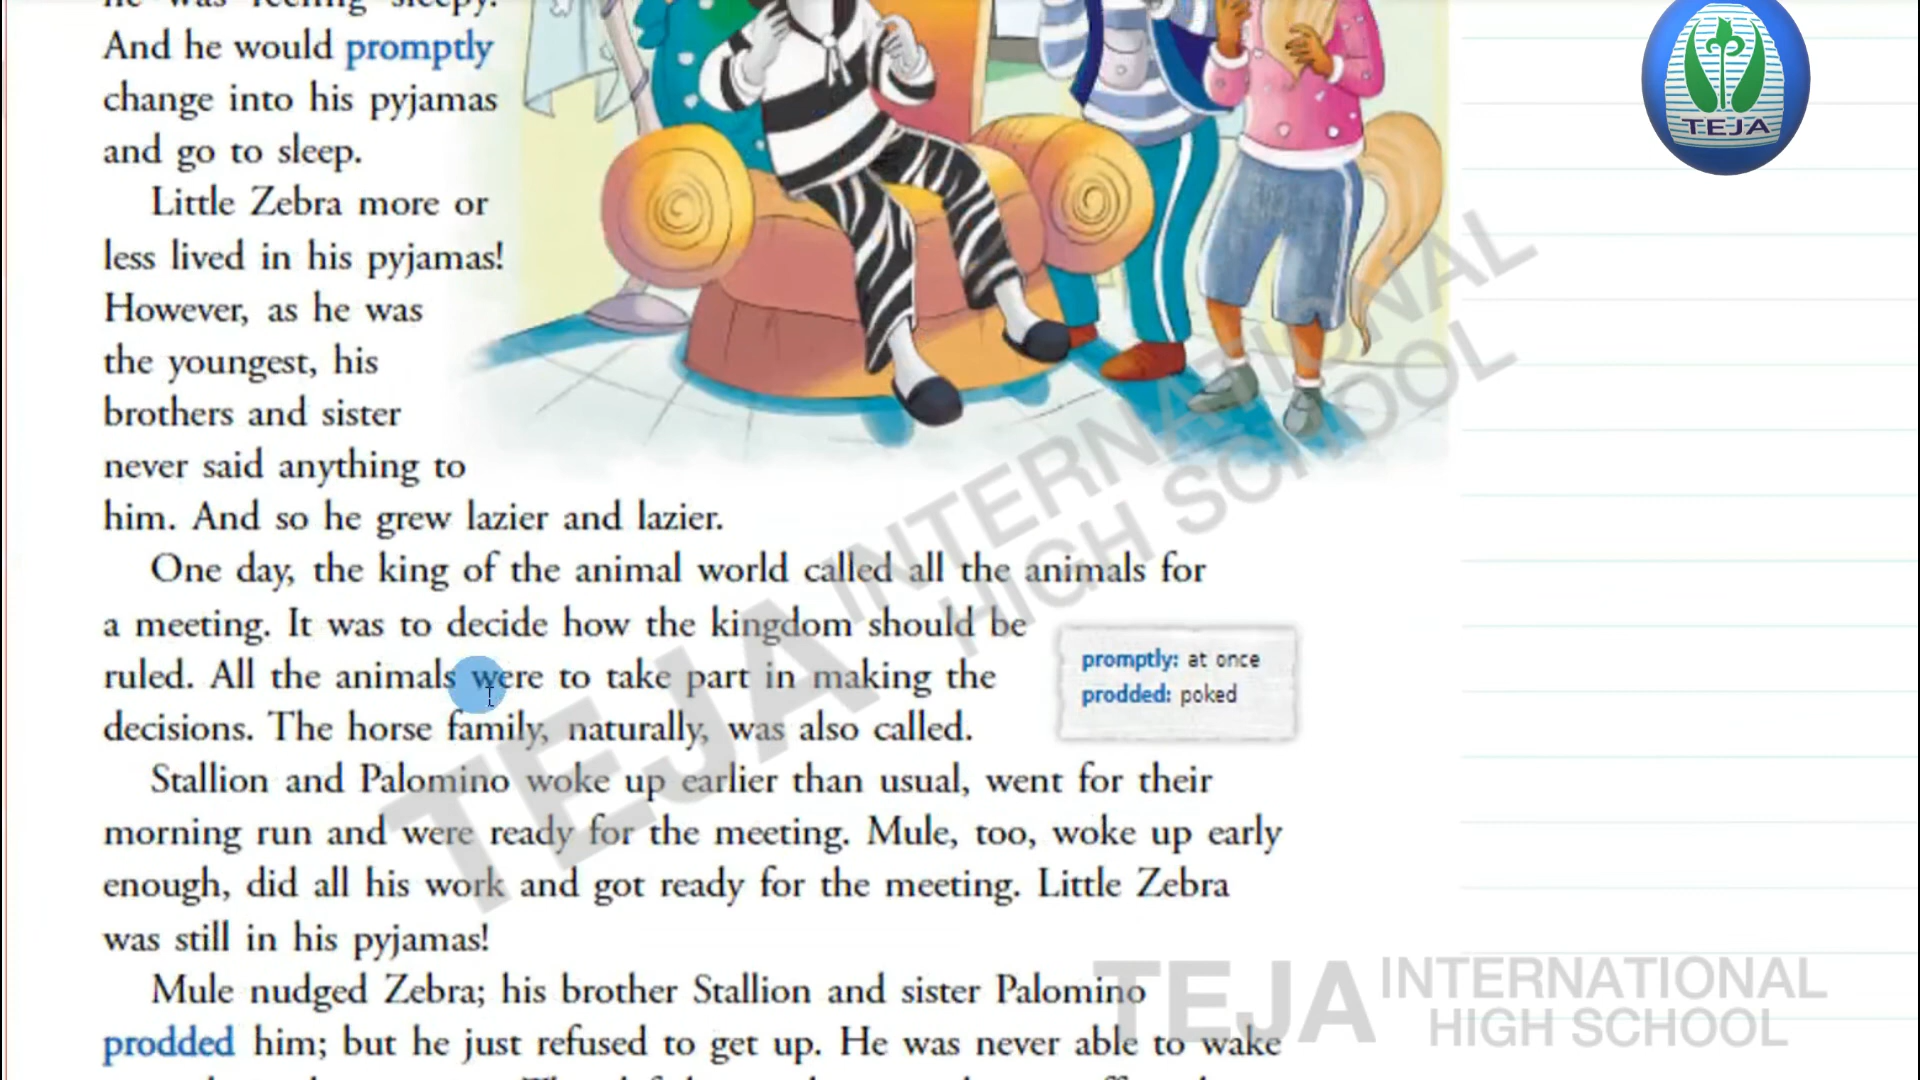 he was feeling sleepy.
And he would promptly
change into his pyjamas
and go to sleep.
Little Zebra more or
less lived in his pyjamas!
However, as he was
the youngest, his
brothers and sister
never said anything to
him. And so he grew lazier and lazier.
One day, the king of the animal world called all the animals for
a meeting. It was to decide how the kingdom should be
ruled. All the animals were to take part in making the
decisions. The horse family, naturally, was also called.
promptly: at once
prodded: poked
Stallion and Palomino woke up earlier than usual, went for their
morning run and were ready for the meeting. Mule, too, woke up early
enough, did all his work and got ready for the meeting. Little Zebra
was still in his pyjamas!
Mule nudged Zebra; his brother Stallion and sister Palomino
prodded him; but he just refused to get up. He was never able to wake
TEJA
TEJA INTERNATIONAL
HIGH SCHOOL
TEJA INTERNATIONAL
HIGH SCHOOL